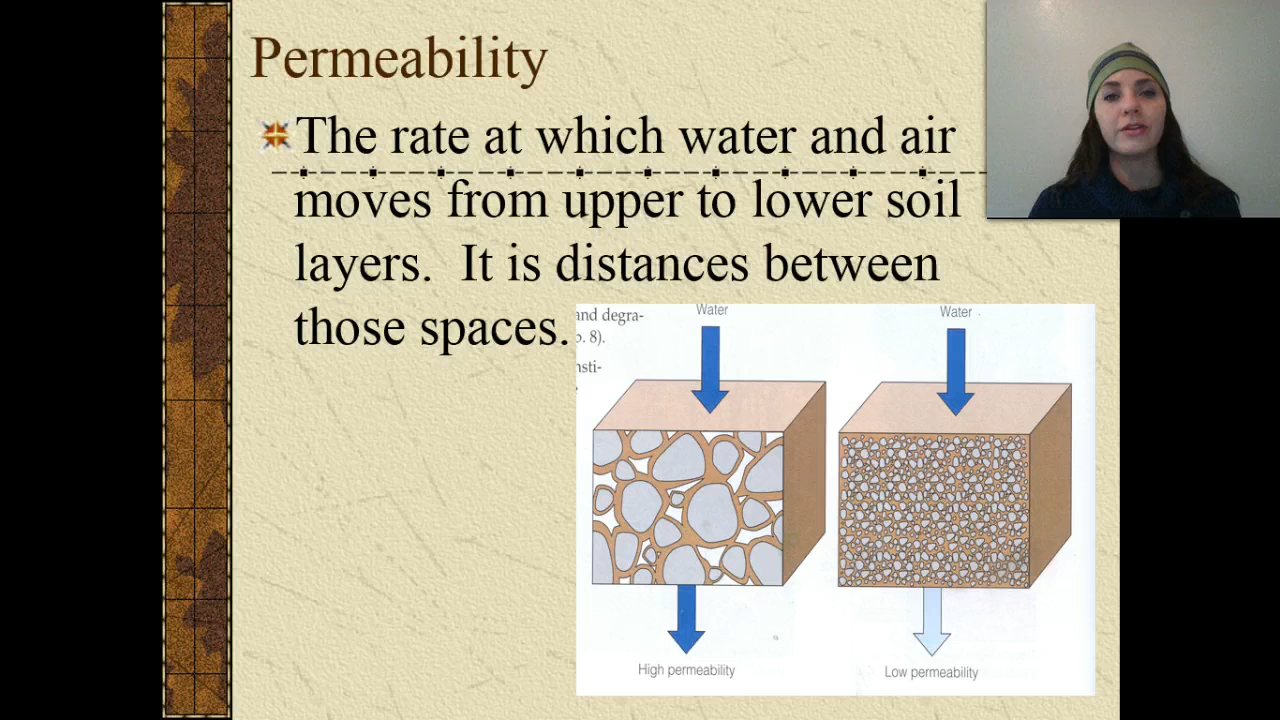 Permeability
The rate at which water and air
moves from upper to lower soil
layers. It is distances between
those spaces.
and degra-
p. 8).
nsti-
Water
Water
High permeability
Low permeability